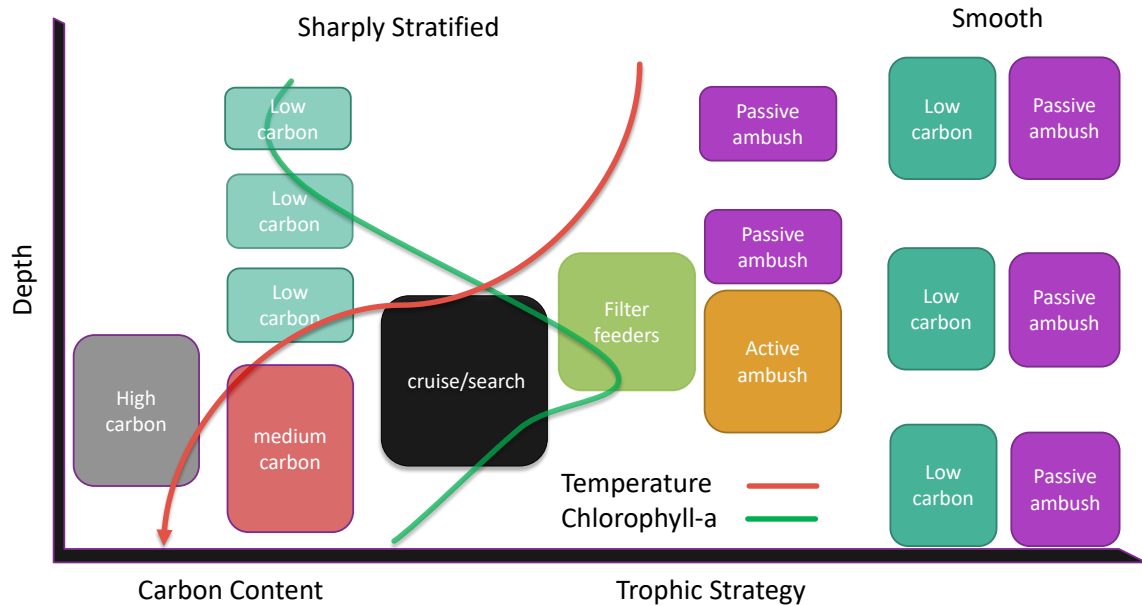 Sharply Stratified
Smooth
Low
carbon
Low
carbon
Low
carbon
High
carbon
medium
carbon
cruise/search
Filter
feeders
Passive
ambush
Passive
ambush
Active
ambush
Low
carbon
Passive
ambush
Low
carbon
Passive
ambush
Low
carbon
Passive
ambush
Temperature
Chlorophyll-a
Depth
Carbon Content
Trophic Strategy